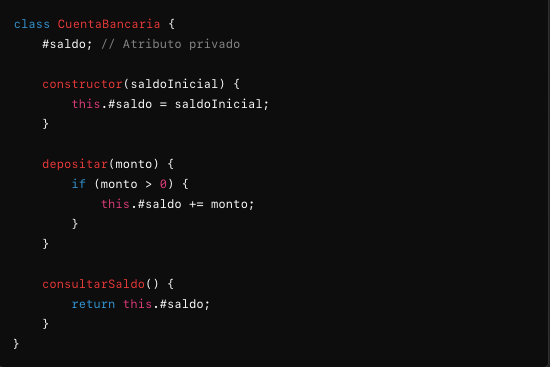 class CuentaBancaria {
    #saldo; // Atributo privado

    constructor(saldoInicial) {
        this.#saldo = saldoInicial;
    }

    depositar(monto) {
        if (monto > 0) {
            this.#saldo += monto;
        }
    }

    consultarSaldo() {
        return this.#saldo;
    }
}